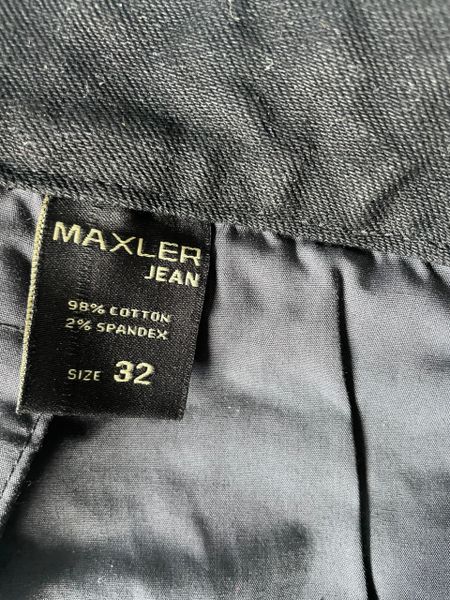 MAXLER
JEAN
98% COTTON
2% SPANDEX
SIZE 32